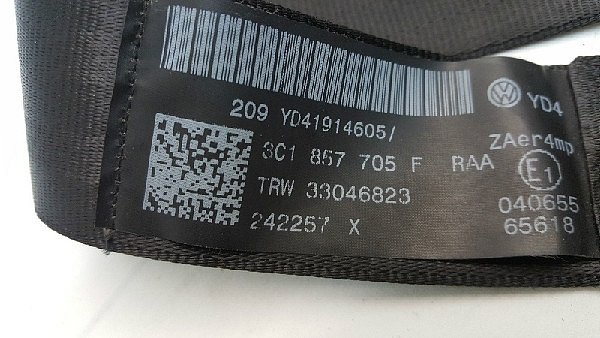 209 YD41914605/
3C1 857 705 F RAA
TRW 33046823
242257 X
YD4
ZAer4mp
E1
040655
65618